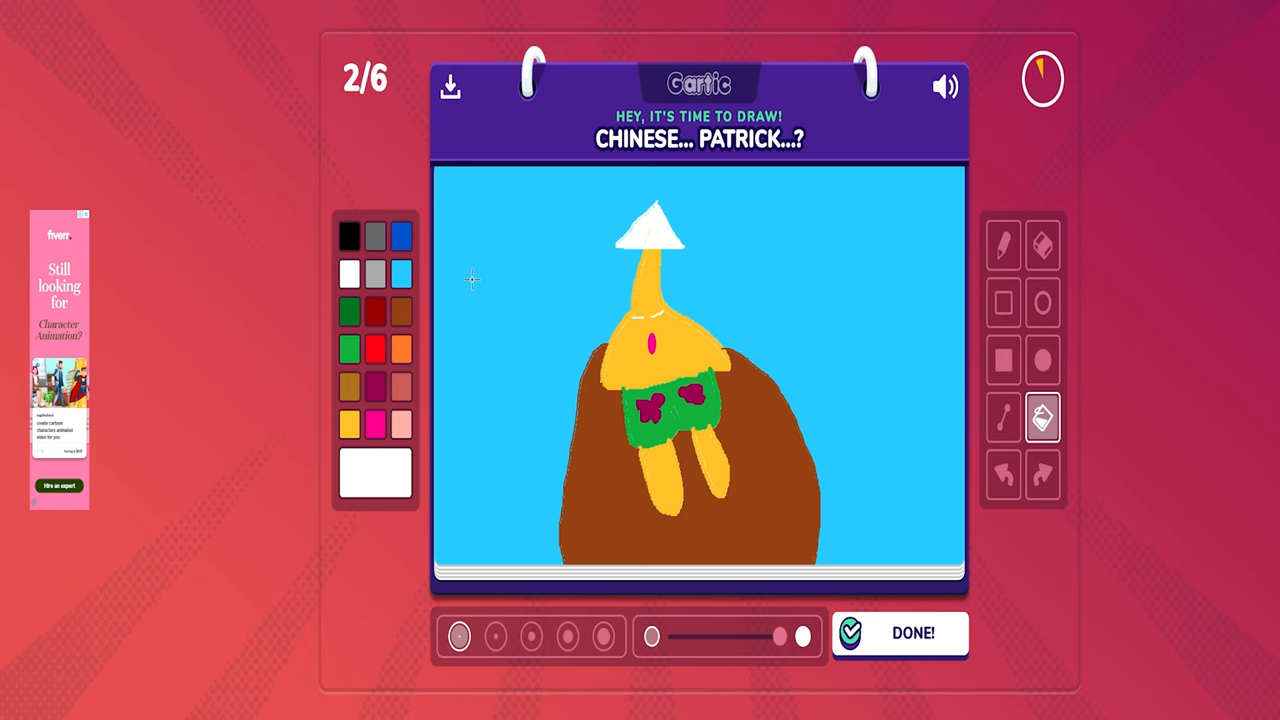 2/6
Gartic
HEY, IT'S TIME TO DRAW!
CHINESE... PATRICK...?
fiverr.
Still
looking
for
Character
Animation?
Hire an expert
DONE!